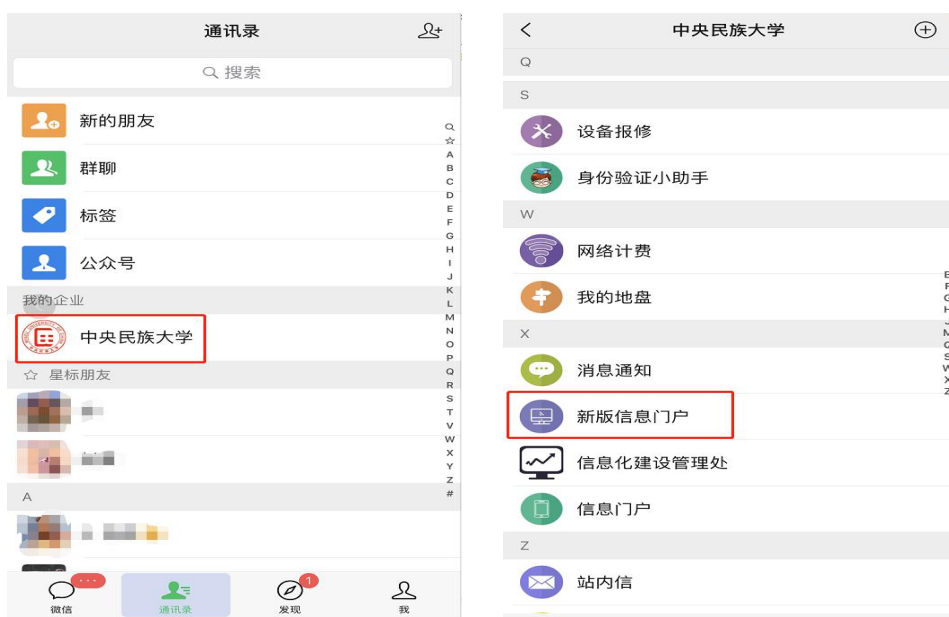 通讯录
搜索
新的朋友
群聊
标签
公众号
我的企业
中央民族大学
☆ 星标朋友
A
☆
A
B
C
D
E
F
G
H
I
J
K
L
M
N
O
P
Q
R
S
T
V
W
X
Y
Z
#
微信
通讯录
1
发现
我
中央民族大学
Q
S
设备报修
身份验证小助手
W
网络计费
我的地盘
X
消息通知
新版信息门户
信息化建设管理处
信息门户
Z
站内信